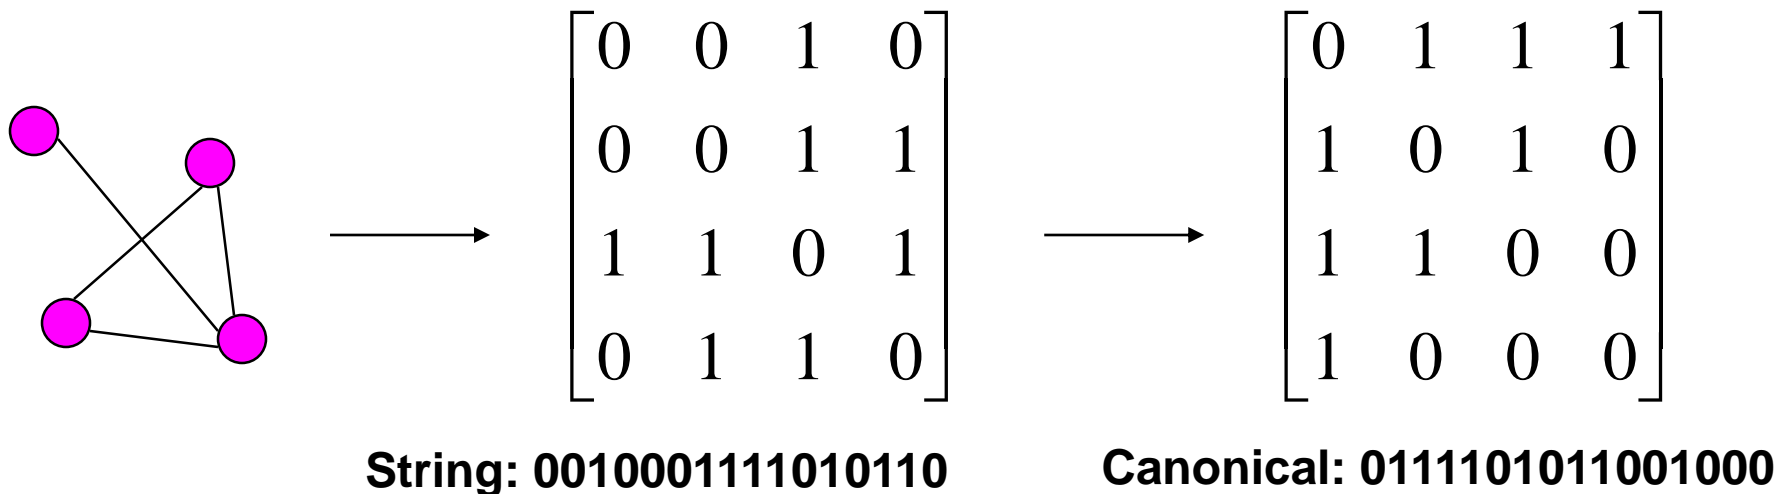 0 0 1 0
0 0 1 1
1 1 0 1
0 1 1 0
0 1 1 1
1 0 1 0
1 1 0 0
1 0 0 0
String: 0010001111010110
Canonical: 0111101011001000